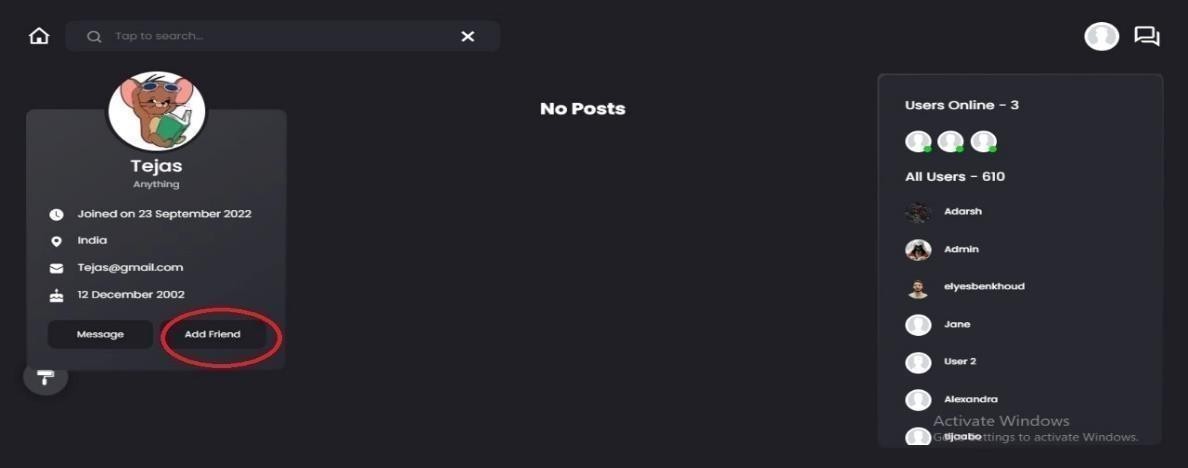 Tap to search...
Tejas
Anything
Joined on 23 September 2022
India
Tejas@gmail.com
12 December 2002
Message
Add Friend
No Posts
Users Online - 3
All Users - 610
Adarsh
Admin
elyesbenkhoud
Jane
User 2
Alexandra
Activate Windows
Go to Settings to activate Windows.